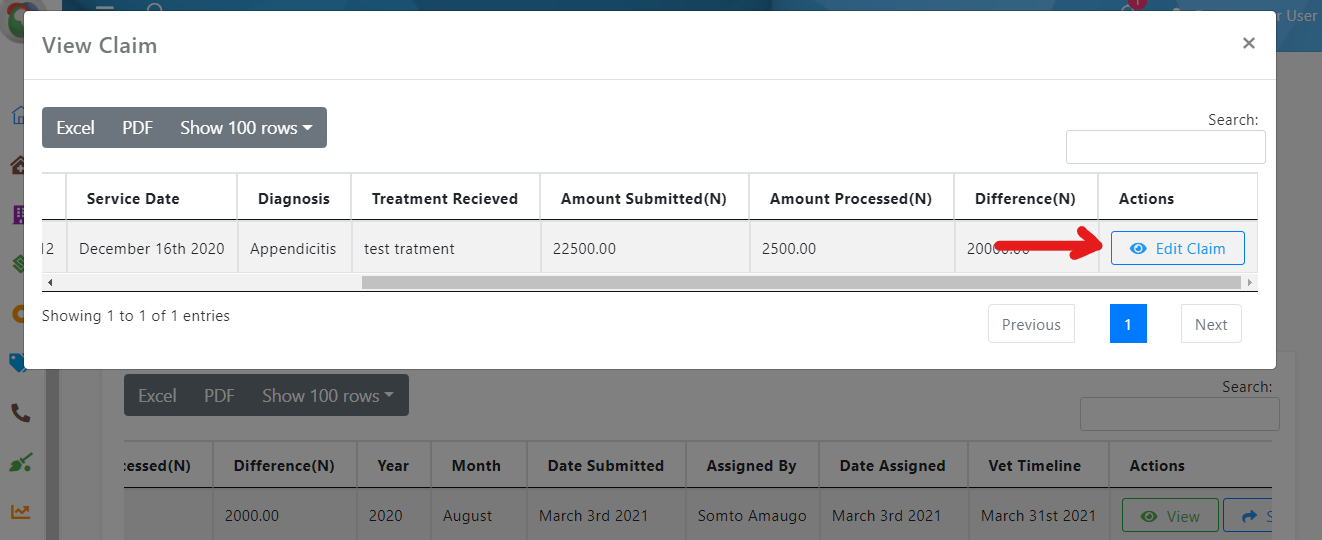 r User
1
View Claim
×
Excel PDF Show 100 rows
Search:
Service Date Diagnosis Treatment Recieved Amount Submitted(N) Amount Processed(N) Difference(N) Actions
12 December 16th 2020 Appendicitis test tratment 22500.00 2500.00 20000.00 Edit Claim
Showing 1 to 1 of 1 entries
Previous 1 Next
Excel PDF Show 100 rows
Search:
cessed(N) Difference(N) Year Month Date Submitted Assigned By Date Assigned Vet Timeline Actions
2000.00 2020 August March 3rd 2021 Somto Amaugo March 3rd 2021 March 31st 2021 View S